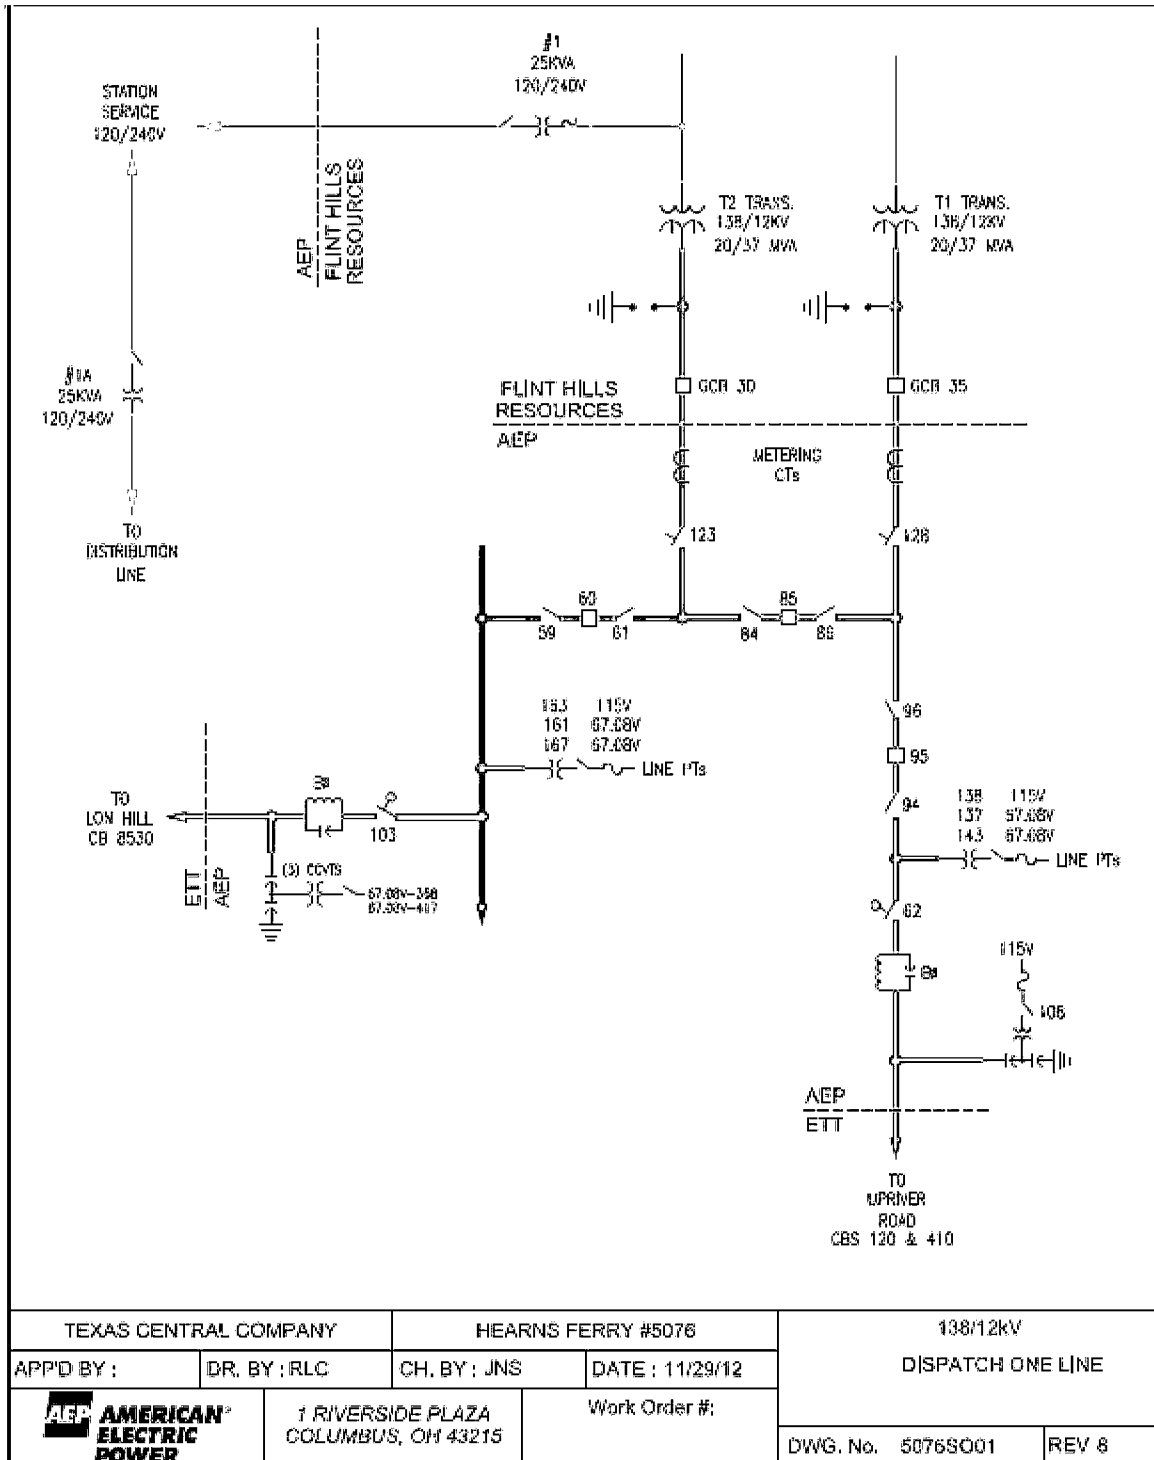 #1
25KVA
120/240V
STATION
SERVICE
120/240V
AEP
FLINT HILLS
RESOURCES
T2 TRANS.
138/12KV
20/37 MVA
T1 TRANS.
138/12KV
20/37 MVA
#1A
25KVA
120/240V
FLINT HILLS
RESOURCES
AEP
GCB 30
GCB 35
METERING
CTs
TO
DISTRIBUTION
LINE
123
128
60
59
61
85
84
86
163 115V
161 67.08V
167 67.08V
LINE PTs
96
95
94
TO
LON HILL
CB 8530
103
ETT
AEP
(3) CCVTS
138 115V
137 67.08V
143 67.08V
LINE PTs
62
115V
108
AEP
ETT
TO
UPRIVER
ROAD
CBS 120 & 410
TEXAS CENTRAL COMPANY
HEARNS FERRY #5076
138/12kV
DISPATCH ONE LINE
APP'D BY :
DR. BY : RLC
CH. BY : JNS
DATE : 11/29/12
AEP AMERICAN®
ELECTRIC
POWER
1 RIVERSIDE PLAZA
COLUMBUS, OH 43215
Work Order #:
DWG. No. 5076SO01
REV 8